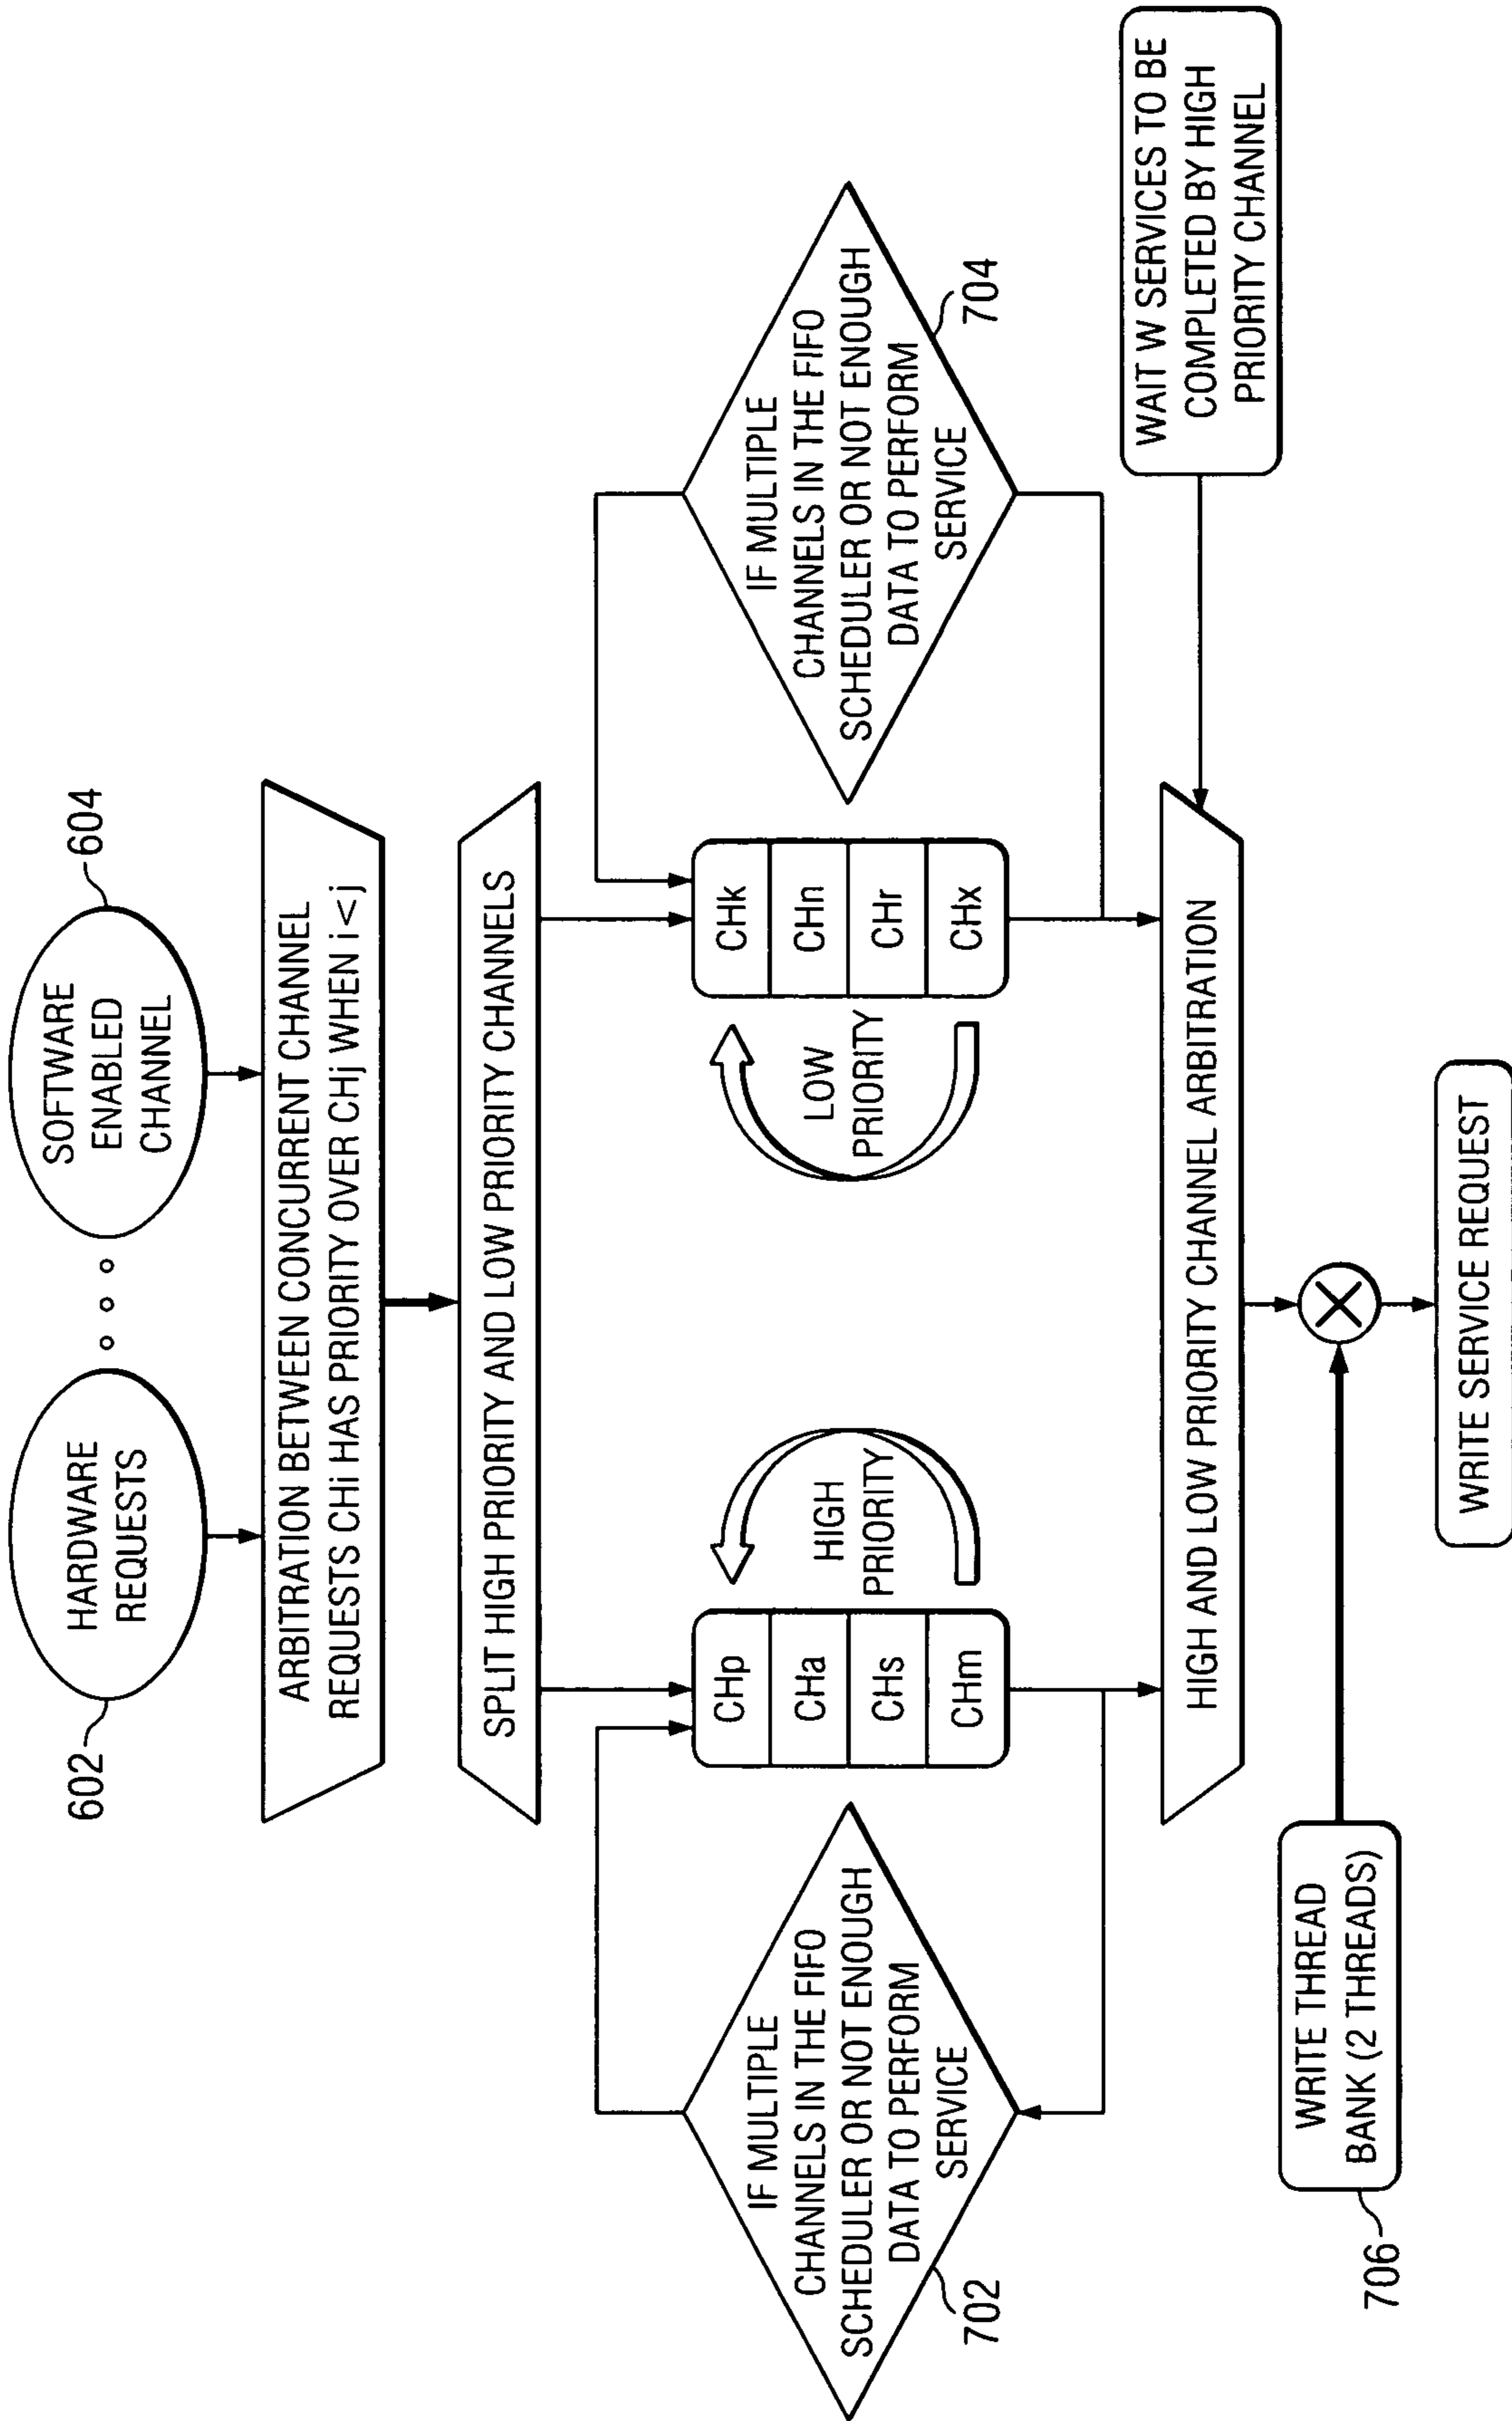 602
HARDWARE
REQUESTS
SOFTWARE
ENABLED
CHANNEL
604
ARBITRATION BETWEEN CONCURRENT CHANNEL
REQUESTS CHi HAS PRIORITY OVER CHj WHEN i<j
SPLIT HIGH PRIORITY AND LOW PRIORITY CHANNELS
IF MULTIPLE
CHANNELS IN THE FIFO
SCHEDULER OR NOT ENOUGH
DATA TO PERFORM
SERVICE
702
CHp
CHa
CHs
CHm
HIGH
PRIORITY
LOW
PRIORITY
CHk
CHn
CHr
CHx
IF MULTIPLE
CHANNELS IN THE FIFO
SCHEDULER OR NOT ENOUGH
DATA TO PERFORM
SERVICE
704
HIGH AND LOW PRIORITY CHANNEL ARBITRATION
WAIT W SERVICES TO BE
COMPLETED BY HIGH
PRIORITY CHANNEL
WRITE THREAD
BANK (2 THREADS)
706
WRITE SERVICE REQUEST